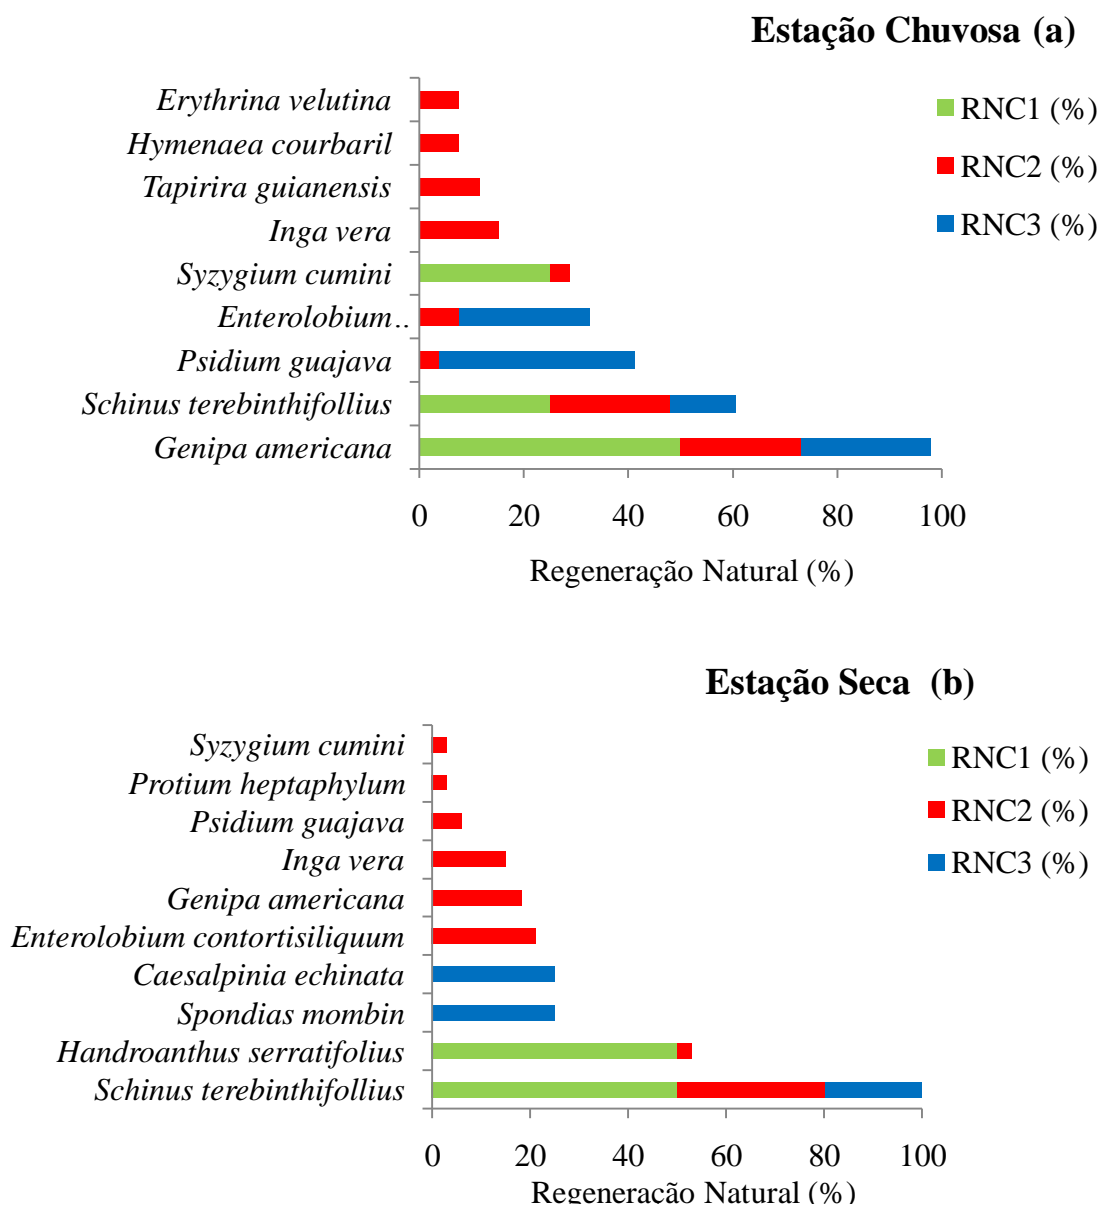 Estação Chuvosa (a)
Erythrina velutina
Hymenaea courbaril
Tapirira guianensis
Inga vera
Syzygium cumini
Enterolobium..
Psidium guajava
Schinus terebinthifollius
Genipa americana
RNC1 (%)
RNC2 (%)
RNC3 (%)
0 20 40 60 80 100
Regeneração Natural (%)
Estação Seca (b)
Syzygium cumini
Protium heptaphylum
Psidium guajava
Inga vera
Genipa americana
Enterolobium contortisiliquum
Caesalpinia echinata
Spondias mombin
Handroanthus serratifolius
Schinus terebinthifollius
RNC1 (%)
RNC2 (%)
RNC3 (%)
0 20 40 60 80 100
Regeneração Natural (%)